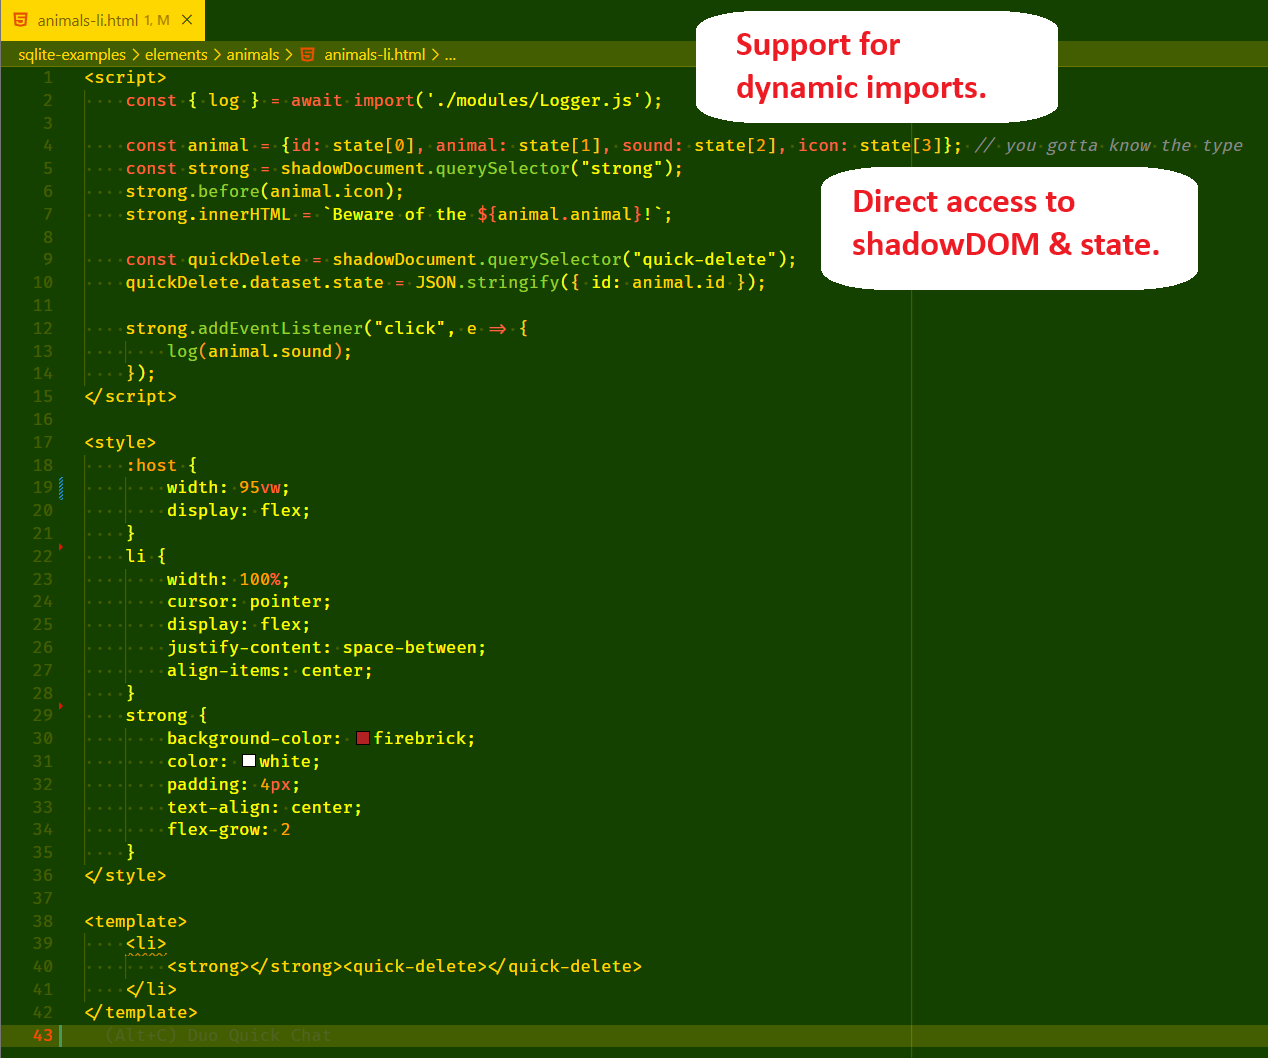 animals-li.html 1, M ×
sqlite-examples > elements > animals > animals-li.html > ...
Support for
dynamic imports.
1 <script>
2 const { log } = await import('./modules/Logger.js');
3
4 const animal = {id: state[0], animal: state[1], sound: state[2], icon: state[3]}; // you gotta know the type
5 const strong = shadowDocument.querySelector("strong");
6 strong.before(animal.icon);
7 strong.innerHTML = `Beware of the ${animal.animal}!`;
Direct access to
shadowDOM & state.
8
9 const quickDelete = shadowDocument.querySelector("quick-delete");
10 quickDelete.dataset.state = JSON.stringify({ id: animal.id });
11
12 strong.addEventListener("click", e => {
13 log(animal.sound);
14 });
15 </script>
16
17 <style>
18 :host {
19 width: 95vw;
20 display: flex;
21 }
22 li {
23 width: 100%;
24 cursor: pointer;
25 display: flex;
26 justify-content: space-between;
27 align-items: center;
28 }
29 strong {
30 background-color: firebrick;
31 color: white;
32 padding: 4px;
33 text-align: center;
34 flex-grow: 2
35 }
36 </style>
37
38 <template>
39 <li>
40 <strong></strong><quick-delete></quick-delete>
41 </li>
42 </template>
43 (Alt+C) Duo Quick Chat